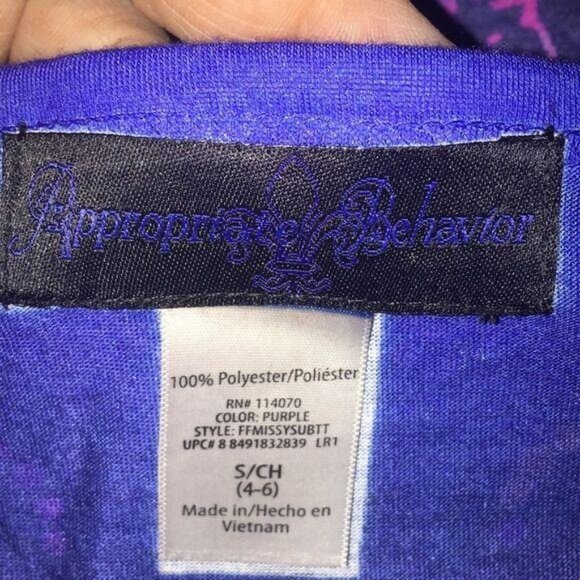 Appropriate Behavior
100% Polyester/Poliéster
RN# 114070
COLOR: PURPLE
STYLE: FFMISSYSUBTT
UPC# 8 8491832839 LR1
S/CH
(4-6)
Made in/Hecho en
Vietnam